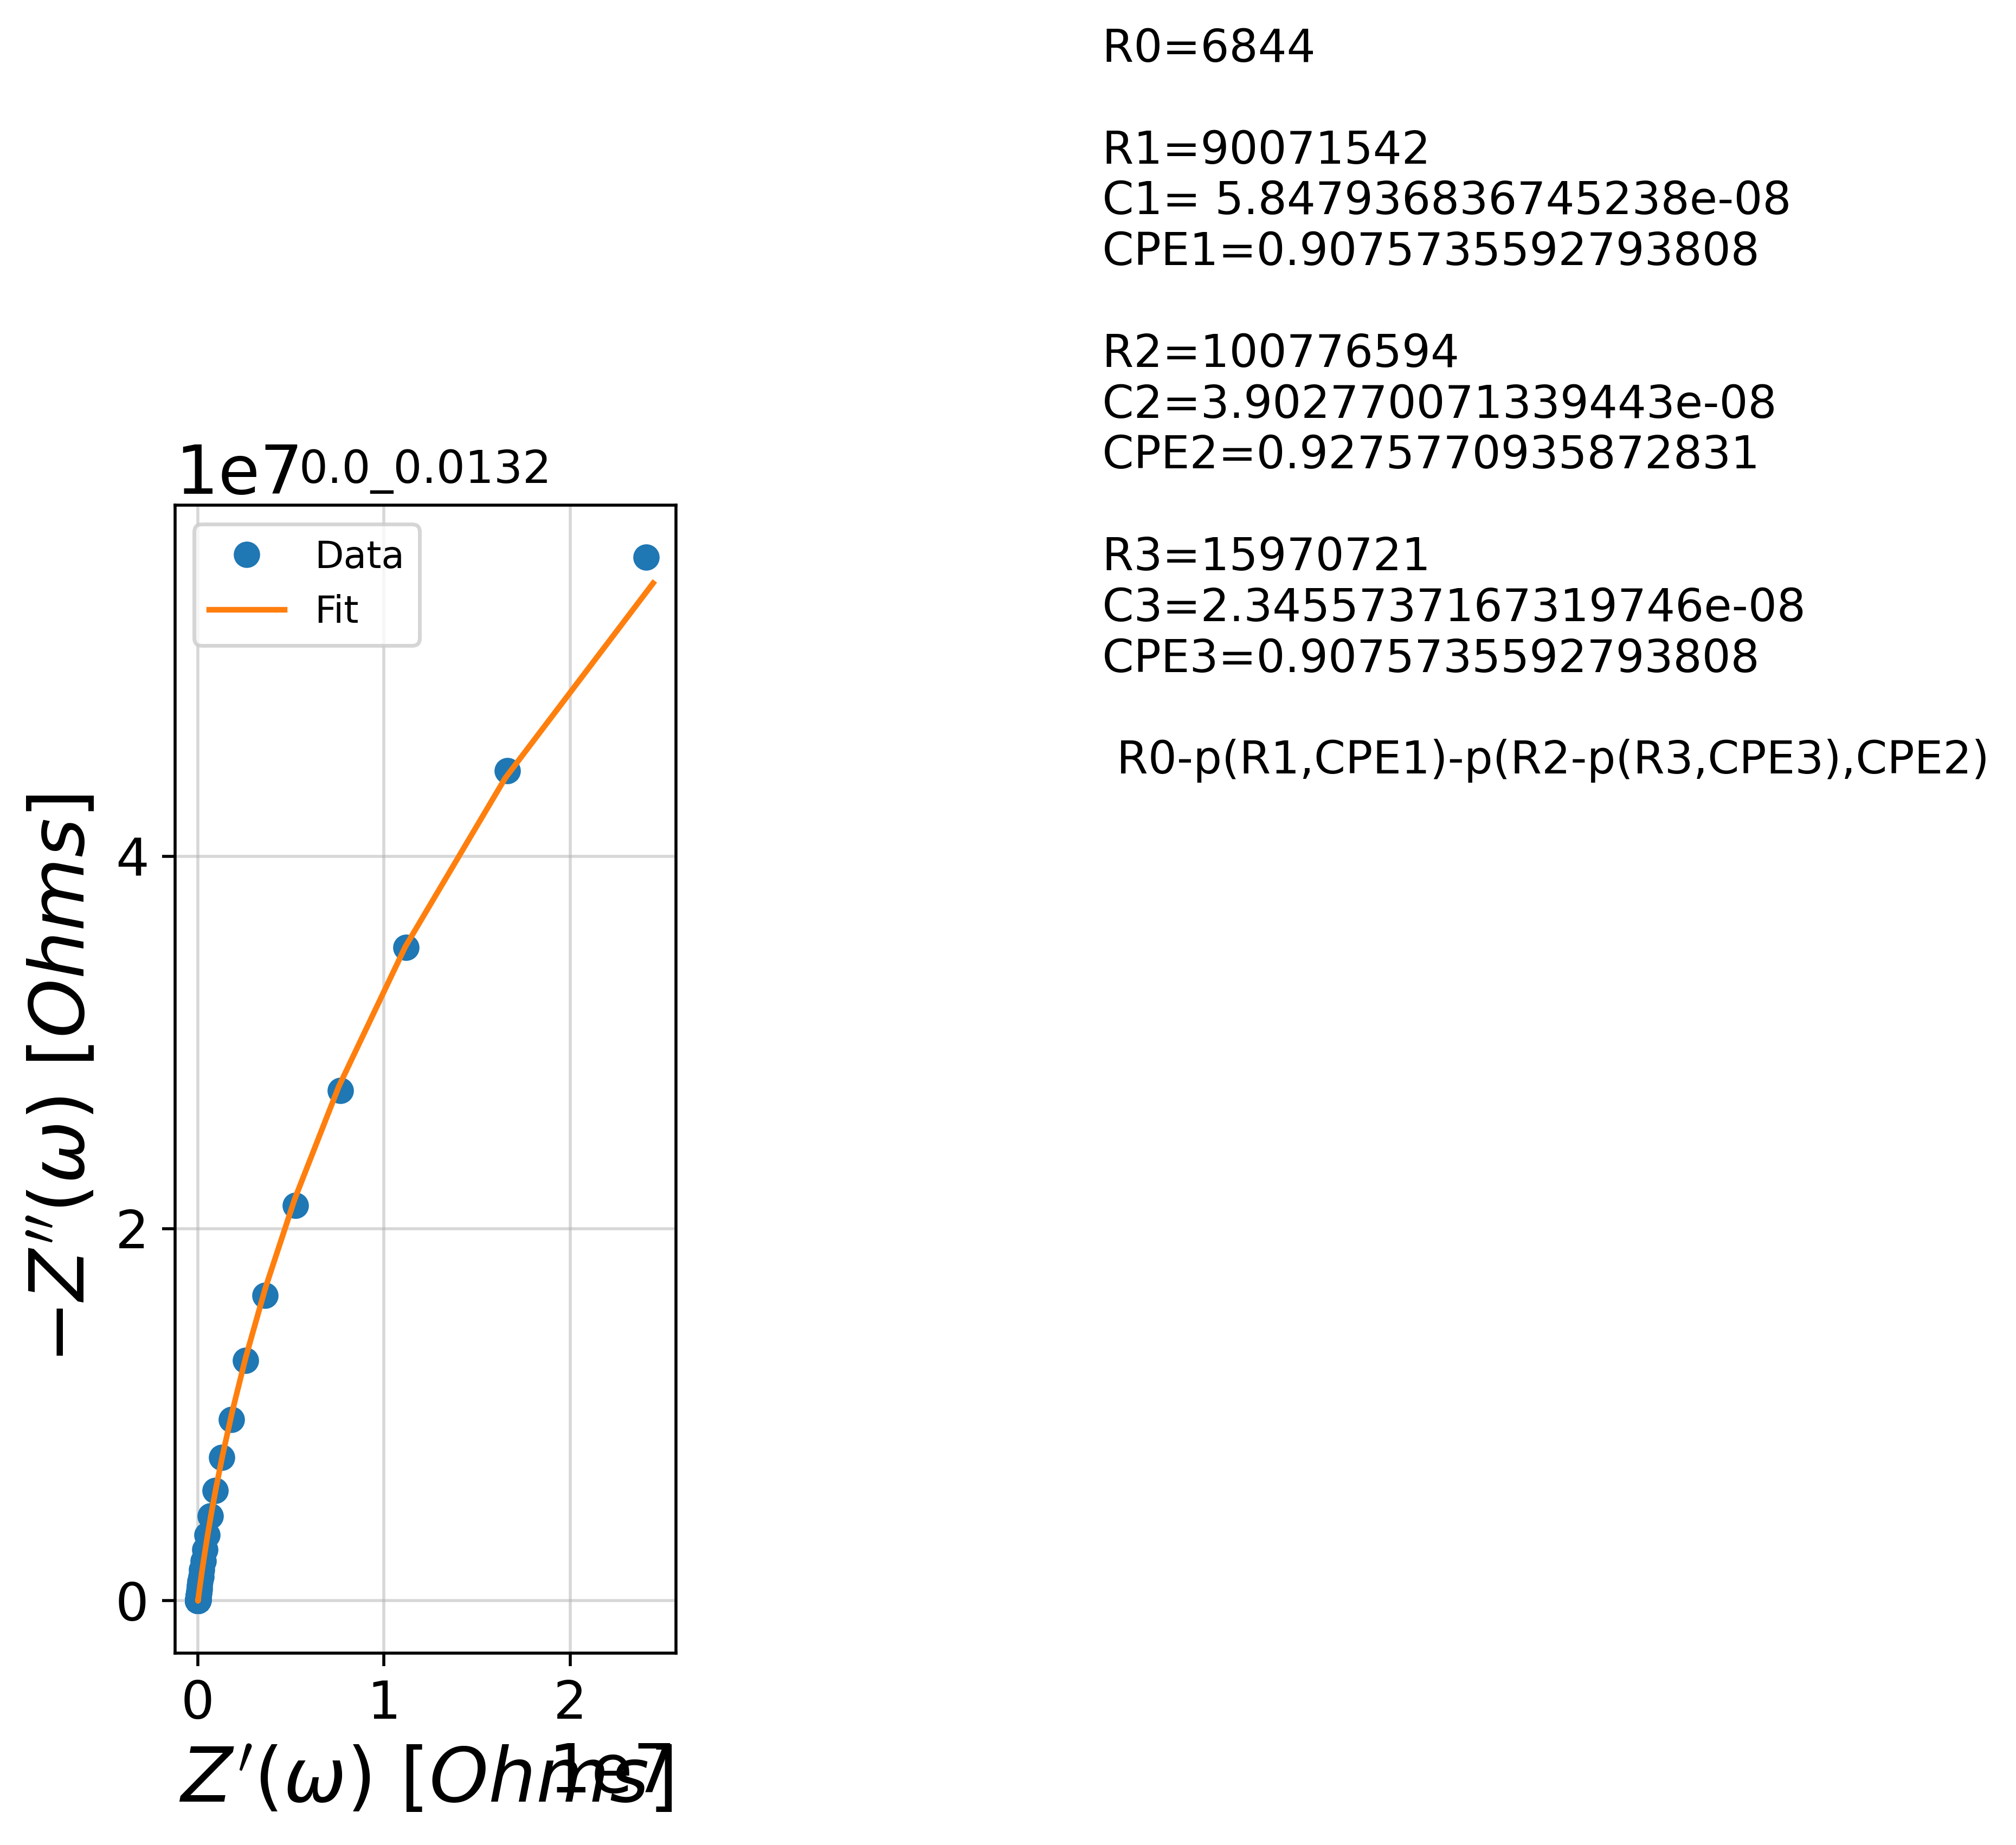 R0=6844
R1=90071542
C1= 5.847936836745238e-08
CPE1=0.9075735592793808
R2=100776594
C2=3.902770071339443e-08
CPE2=0.9275770935872831
R3=15970721
C3=2.3455737167319746e-08
CPE3=0.9075735592793808
R0-p(R1,CPE1)-p(R2-p(R3,CPE3),CPE2)
1e7
0.0_0.0132
Data
Fit
4
2
0
−Z′′(ω) [Ohms]
0 1 2
Z′(ω) [Ohms]
1e7